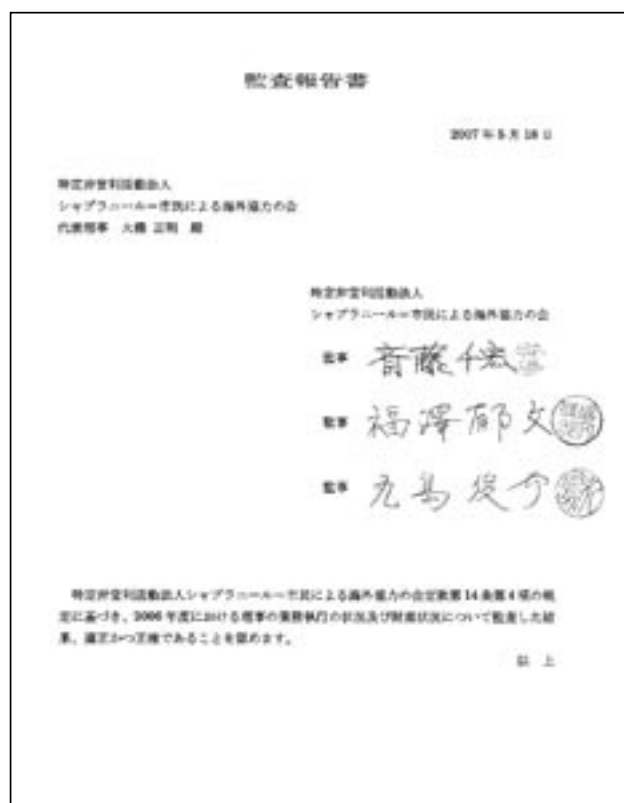 監査報告書
2007年5月18日
特定非営利活動法人
シャプラニール=市民による海外協力の会
代表理事 大橋 正明 殿
特定非営利活動法人
シャプラニール=市民による海外協力の会
監事 斎藤千宏
監事 福澤郁文
監事
特定非営利活動法人シャプラニール=市民による海外協力の会定款第14条第4項の規
定に基づき、2006年度における理事の業務執行の状況及び財産状況について監査した結
果、適正かつ正確であることを認めます。
以 上